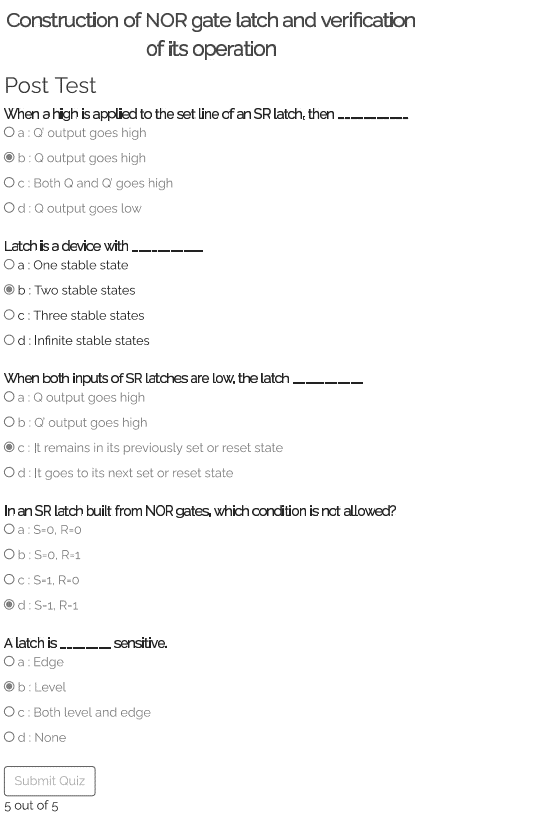 Construction of NOR gate latch and verification
of its operation
Post Test
When a high is applied to the set line of an SR latch, then ___________
a : Q' output goes high
b : Q output goes high
c : Both Q and Q' goes high
d : Q output goes low
Latch is a device with ___________
a : One stable state
b : Two stable states
c : Three stable states
d : Infinite stable states
When both inputs of SR latches are low, the latch ___________
a : Q output goes high
b : Q' output goes high
c : It remains in its previously set or reset state
d : It goes to its next set or reset state
In an SR latch built from NOR gates, which condition is not allowed?
a : S=0, R=0
b : S=0, R=1
c : S=1, R=0
d : S=1, R=1
A latch is ________ sensitive.
a : Edge
b : Level
c : Both level and edge
d : None
Submit Quiz
5 out of 5